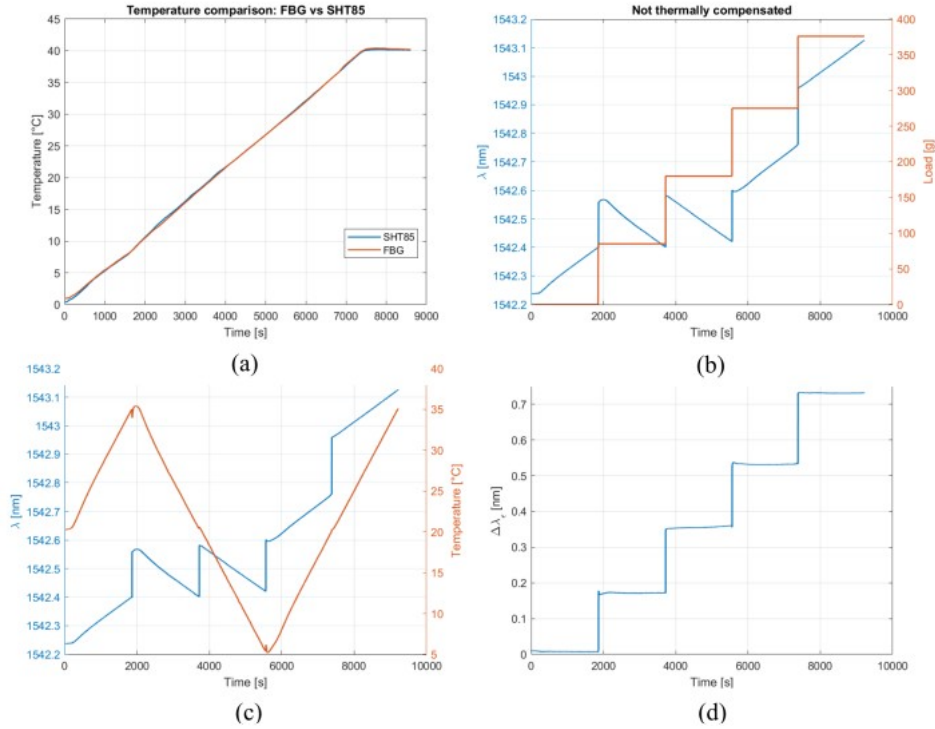 Temperature comparison: FBG vs SHT85
45
40
35
30
25
20
15
10
5
0
Temperature [°C]
SHT85
FBG
0 1000 2000 3000 4000 5000 6000 7000 8000 9000
Time [s]
(a)
Not thermally compensated
1543.2
1543.1
1543
1542.9
1542.8
1542.7
1542.6
1542.5
1542.4
1542.3
1542.2
λ [nm]
400
350
300
250
200
150
100
50
0
Load [g]
0 2000 4000 6000 8000 10000
Time [s]
(b)
1543.2
1543.1
1543
1542.9
1542.8
1542.7
1542.6
1542.5
1542.4
1542.3
1542.2
λ [nm]
40
35
30
25
20
15
10
5
Temperature [°C]
0 2000 4000 6000 8000 10000
Time [s]
(c)
0.7
0.6
0.5
0.4
0.3
0.2
0.1
0
Δλr [nm]
0 2000 4000 6000 8000 10000
Time [s]
(d)